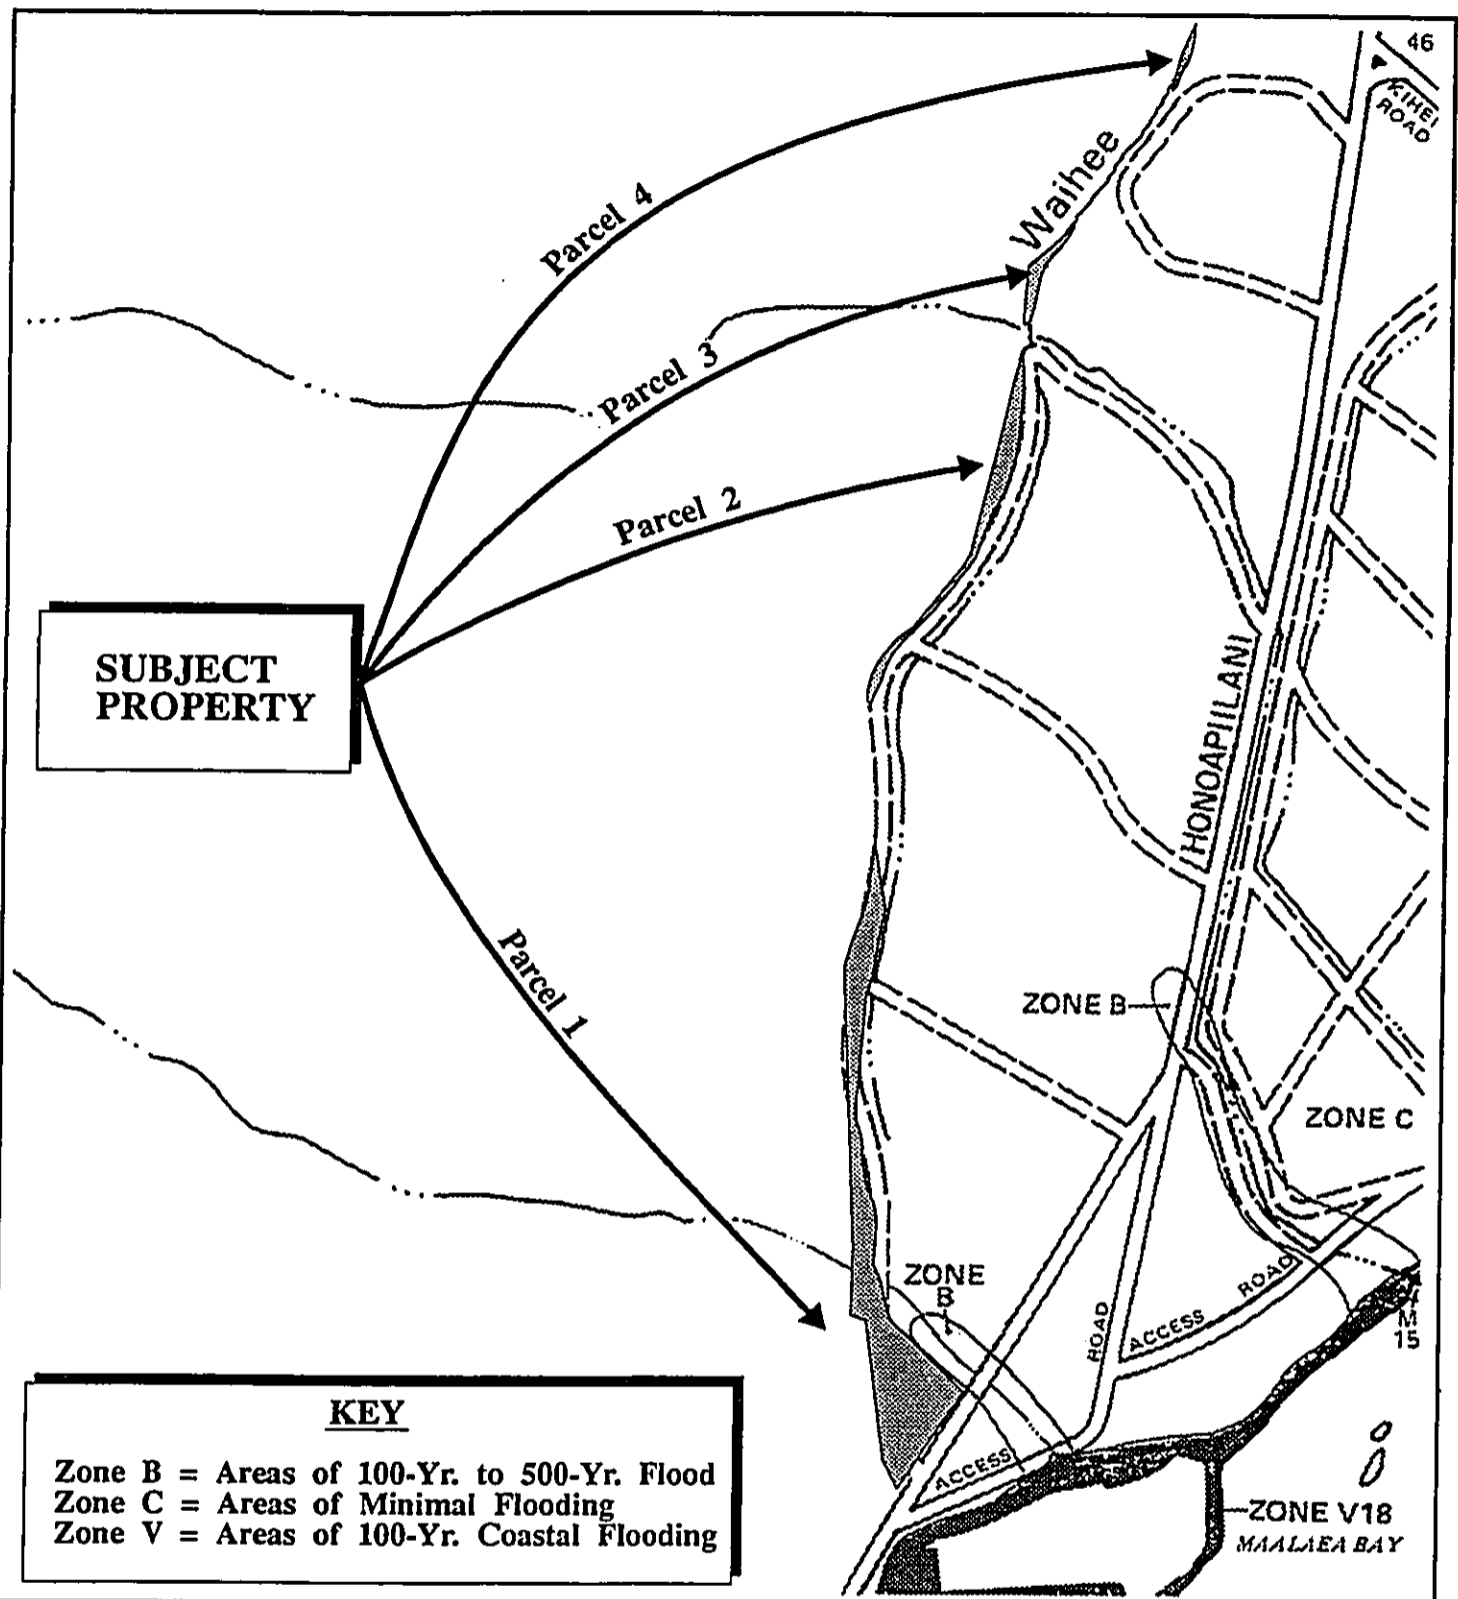 46
KIHEI
ROAD
Waihee
Parcel 4
Parcel 3
Parcel 2
SUBJECT
PROPERTY
HONOAPIILANI
Parcel 1
ZONE B
ZONE C
ZONE
B
ROAD
ACCESS ROAD
M
15
ACCESS
ZONE V18
MAALAEA BAY
KEY
Zone B = Areas of 100-Yr. to 500-Yr. Flood
Zone C = Areas of Minimal Flooding
Zone V = Areas of 100-Yr. Coastal Flooding